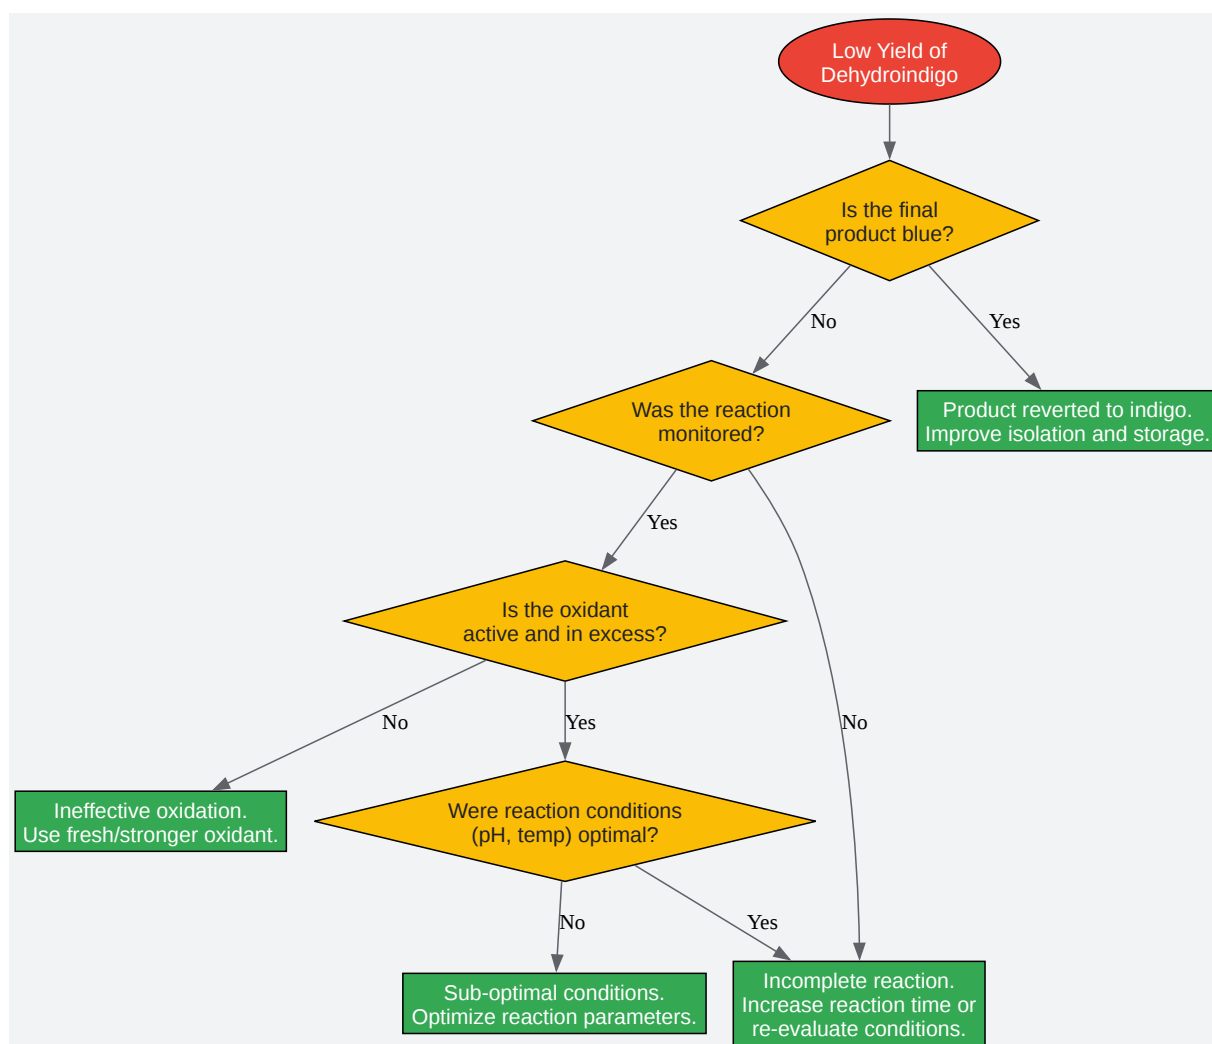 Low Yield of
Dehydroindigo
Is the final
product blue?
No
Yes
Was the reaction
monitored?
Product reverted to indigo.
Improve isolation and storage.
Yes
Is the oxidant
active and in excess?
No
Yes
No
Ineffective oxidation.
Use fresh/stronger oxidant.
Were reaction conditions
(pH, temp) optimal?
No
Yes
Sub-optimal conditions.
Optimize reaction parameters.
Incomplete reaction.
Increase reaction time or
re-evaluate conditions.